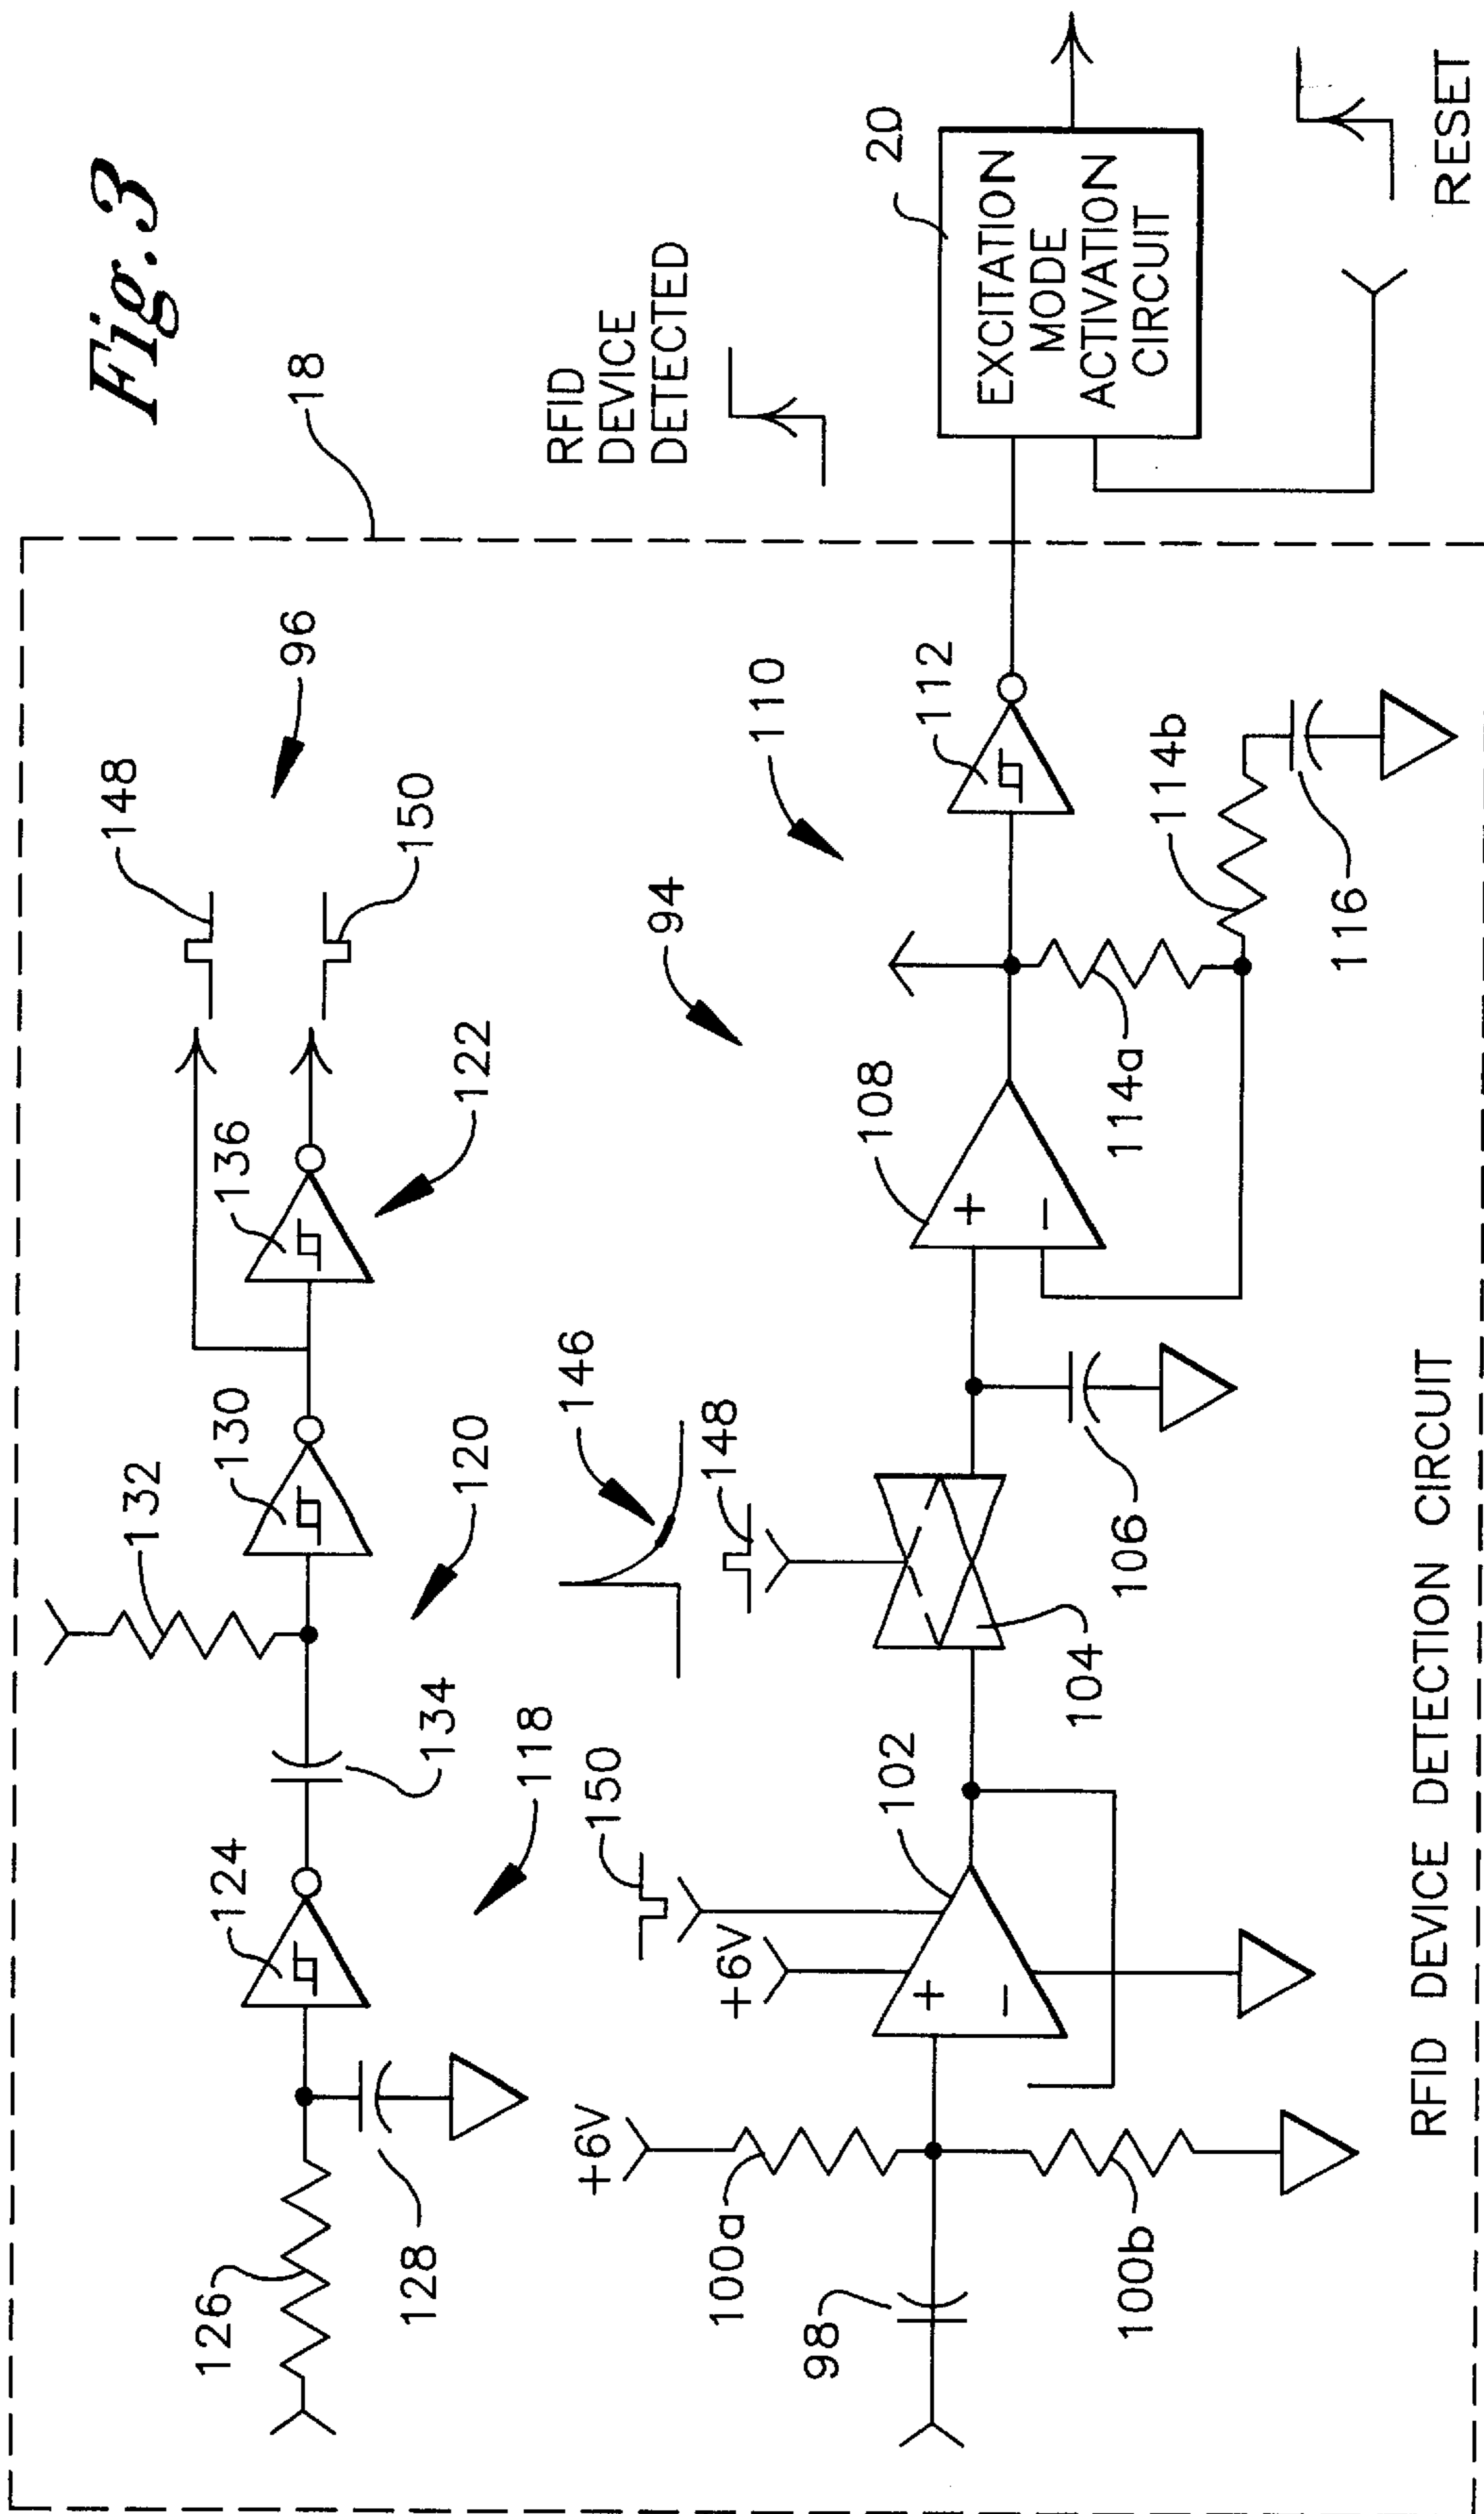 Fig. 3
18
96
148
150
122
136
130
132
120
134
118
124
126
128
RFID
DEVICE
DETECTED
20
EXCITATION
MODE
ACTIVATION
CIRCUIT
RESET
110
112
94
108
+
−
114a
114b
116
146
148
104
106
150
+6V
102
+
−
+6V
100a
100b
98
RFID DEVICE DETECTION CIRCUIT